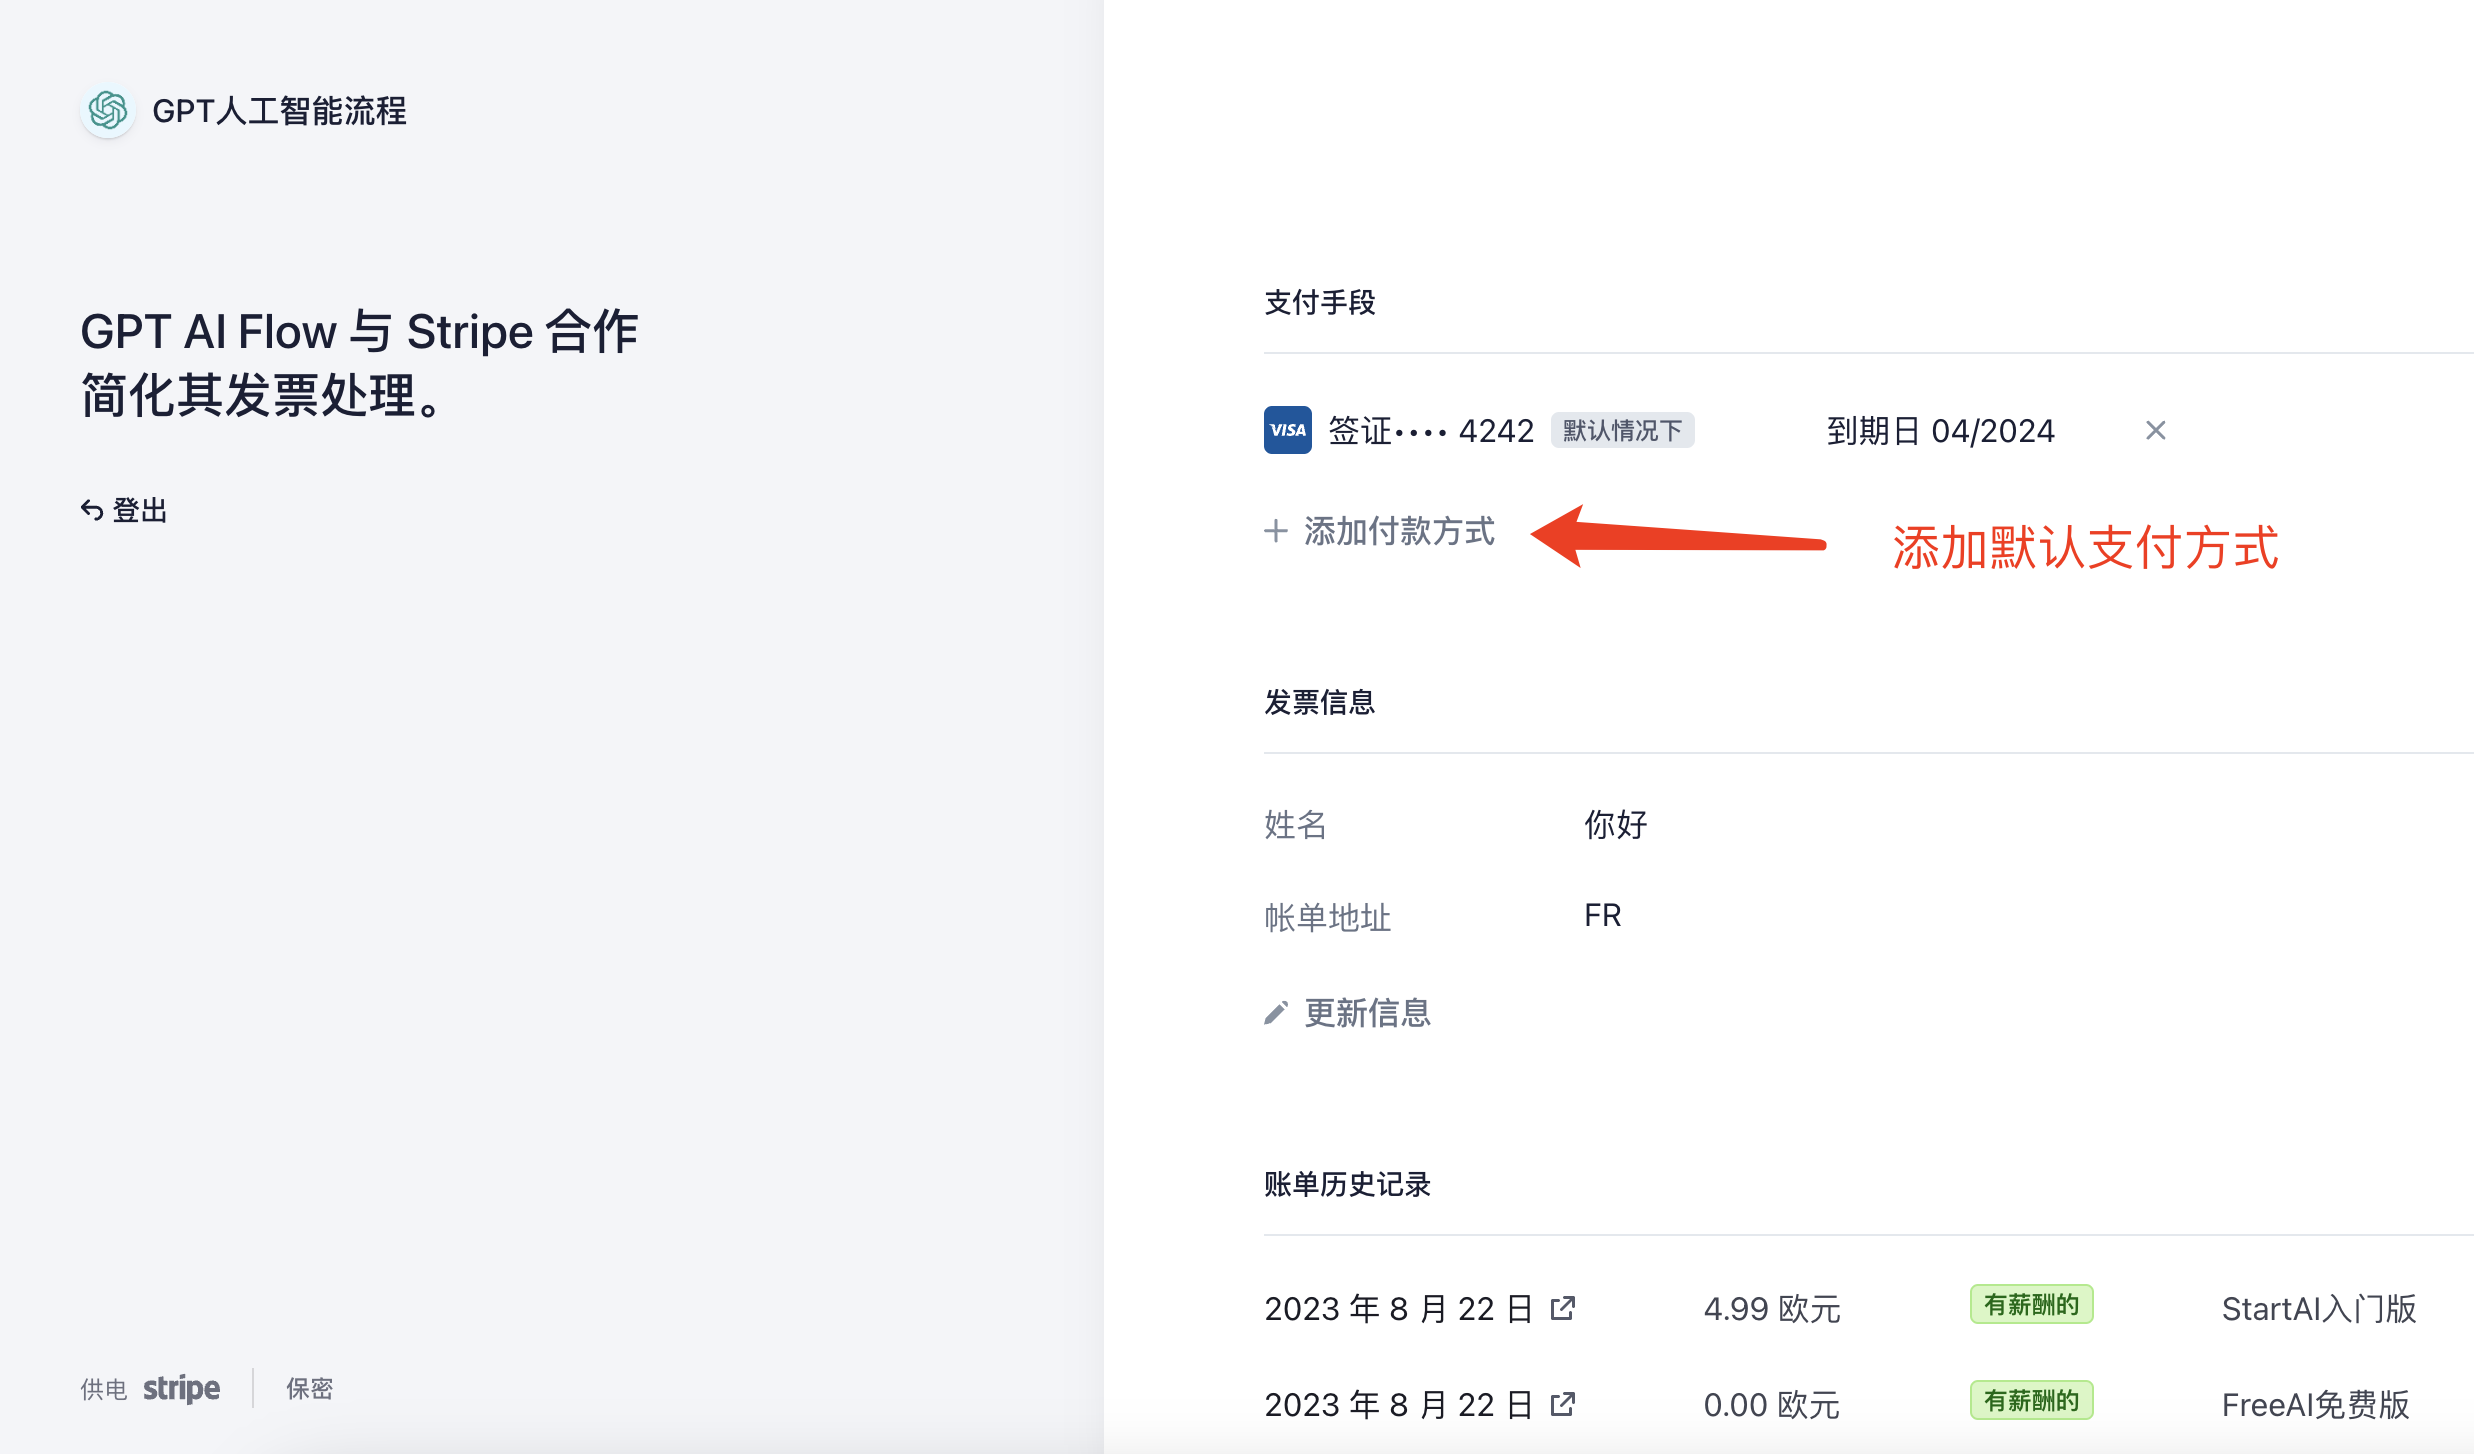 GPT人工智能流程
GPT AI Flow 与 Stripe 合作
简化其发票处理。
登出
供电 stripe 保密
支付手段
VISA 签证•••• 4242 默认情况下 到期日 04/2024
添加付款方式
添加默认支付方式
发票信息
姓名 你好
帐单地址 FR
更新信息
账单历史记录
2023 年 8 月 22 日 4.99 欧元 有薪酬的 StartAI入门版
2023 年 8 月 22 日 0.00 欧元 有薪酬的 FreeAI免费版